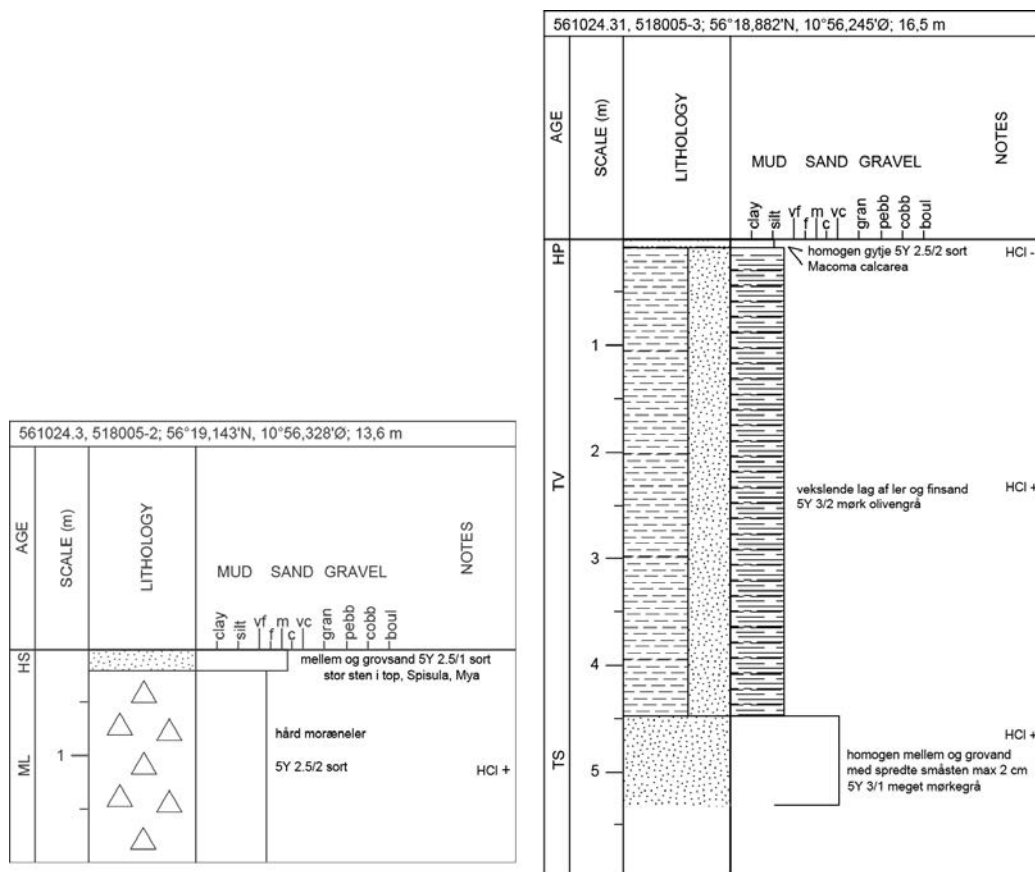 561024.3, 518005-2; 56°19,143'N, 10°56,328'Ø; 13,6 m
AGE
SCALE (m)
LITHOLOGY
MUD SAND GRAVEL
NOTES
clay
silt
vf
f
m
c
vc
gran
pebb
cobb
boul
HS
mellem og grovsand 5Y 2.5/1 sort
stor sten i top, Spisula, Mya
ML
hård moræneler
1
5Y 2.5/2 sort
HCl +
561024.31, 518005-3; 56°18,882'N, 10°56,245'Ø; 16,5 m
AGE
SCALE (m)
LITHOLOGY
MUD SAND GRAVEL
NOTES
clay
silt
vf
f
m
c
vc
gran
pebb
cobb
boul
HP
homogen gytje 5Y 2.5/2 sort
Macoma calcarea
HCl -
1
2
TV
vekslende lag af ler og finsand
5Y 3/2 mørk olivengrå
HCl +
3
4
TS
HCl +
homogen mellem og grovand
med spredte småsten max 2 cm
5Y 3/1 meget mørkegrå
5